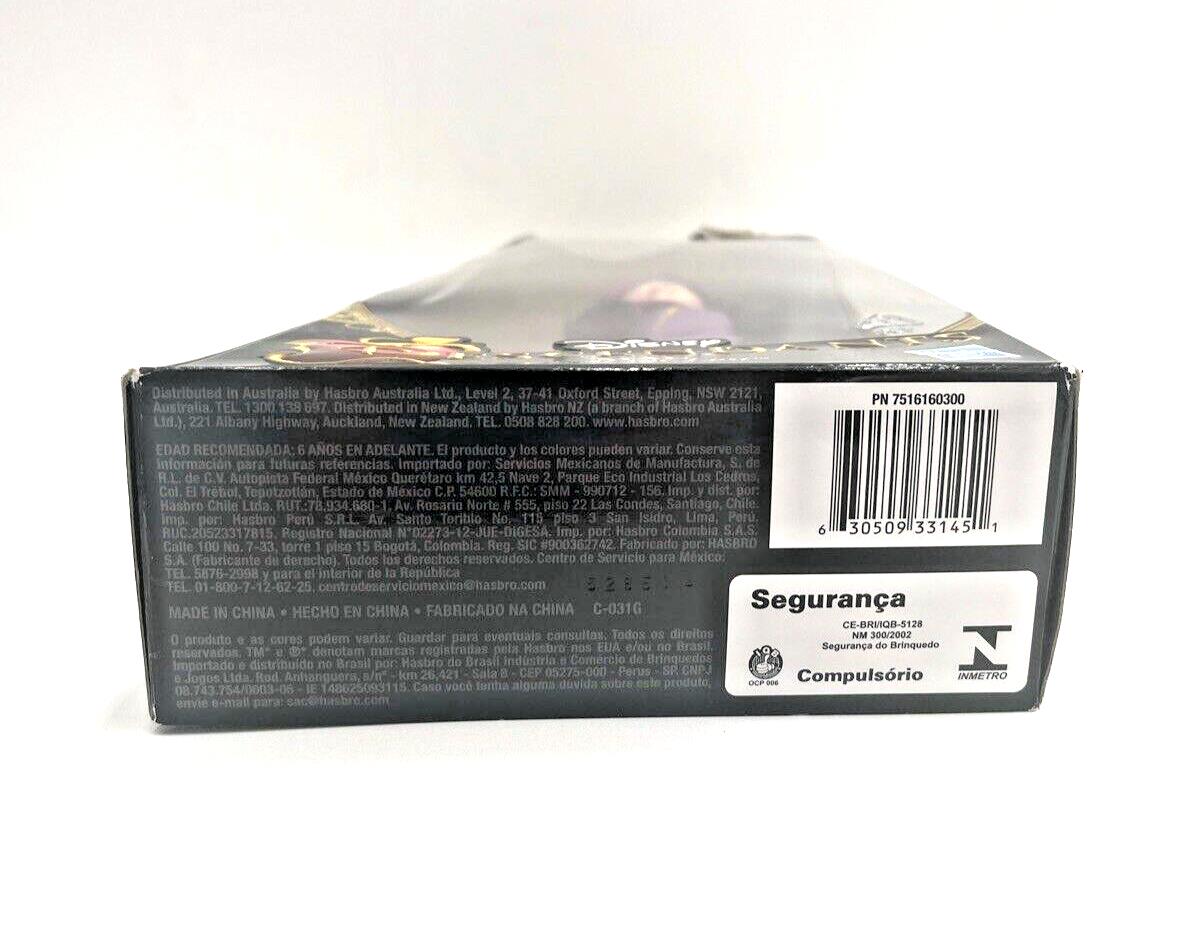 Disney
Distributed in Australia by Hasbro Australia Ltd., Level 2, 37-41 Oxford Street, Epping, NSW 2121,
Australia. TEL. 1300 138 697. Distributed in New Zealand by Hasbro NZ (a branch of Hasbro Australia
Ltd.), 221 Albany Highway, Auckland, New Zealand. TEL. 0508 828 200. www.hasbro.com
EDAD RECOMENDADA: 6 AÑOS EN ADELANTE. El producto y los colores pueden variar. Conserve esta
información para futuras referencias. Importado por: Servicios Mexicanos de Manufactura, S. de
R.L. de C.V. Autopista Federal México Querétaro km 42,5 Nave 2, Parque Eco Industrial Los Cedros,
Col. El Trébol, Tepotzotlán, Estado de México C.P. 54600 R.F.C.: SMM - 990712 - 156. Imp. y dist. por:
Hasbro Chile Ltda. RUT.:78.934.680-1, Av. Rosario Norte # 555, piso 22 Las Condes, Santiago, Chile.
Imp. por: Hasbro Perú S.R.L. Av. Santo Toribio No. 115 piso 3 San Isidro, Lima, Perú.
RUC.20523317815. Registro Nacional N°02273-12-JUE-DIGESA. Imp. por: Hasbro Colombia S.A.S.
Calle 100 No. 7-33, torre 1 piso 15 Bogotá, Colombia. Reg. SIC #900362742. Fabricado por: HASBRO
S.A. (Fabricante de derecho). Todos los derechos reservados. Centro de Servicio para México:
TEL. 5876-2998 y para el interior de la República
TEL. 01-800-7-12-62-25. centrodeserviciomexico@hasbro.com
MADE IN CHINA • HECHO EN CHINA • FABRICADO NA CHINA C-031G
O produto e as cores podem variar. Guardar para eventuais consultas. Todos os direitos
reservados. TM* e ®* denotam marcas registradas pela Hasbro nos EUA e/ou no Brasil.
Importado e distribuído no Brasil por: Hasbro do Brasil Indústria e Comércio de Brinquedos
e Jogos Ltda. Rod. Anhanguera, s/n° - km 26,421 - Sala 8 - CEP 05275-000 - Perus - SP. CNPJ
08.743.754/0003-06 - IE 148625093115. Caso você tenha alguma dúvida sobre este produto,
envie e-mail para: sac@hasbro.com
PN 7516160300
6 30509 33145 1
Segurança
CE-BRI/IQB-5128
NM 300/2002
Segurança do Brinquedo
OCP 006
Compulsório
INMETRO